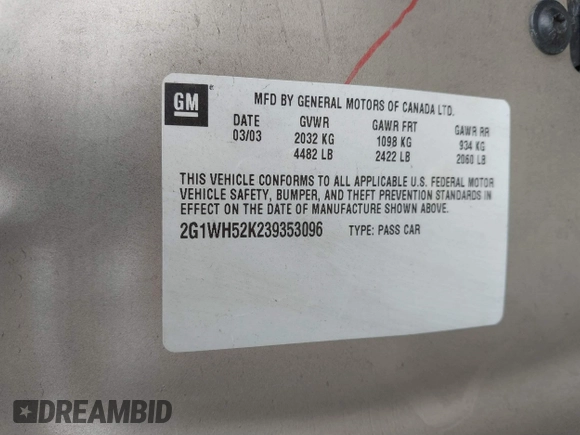 GM
MFD BY GENERAL MOTORS OF CANADA LTD.
DATE GVWR GAWR FRT GAWR RR
03/03 2032 KG 1098 KG 934 KG
4482 LB 2422 LB 2060 LB
THIS VEHICLE CONFORMS TO ALL APPLICABLE U.S. FEDERAL MOTOR
VEHICLE SAFETY, BUMPER, AND THEFT PREVENTION STANDARDS IN
EFFECT ON THE DATE OF MANUFACTURE SHOWN ABOVE.
2G1WH52K239353096 TYPE: PASS CAR
DREAMBID